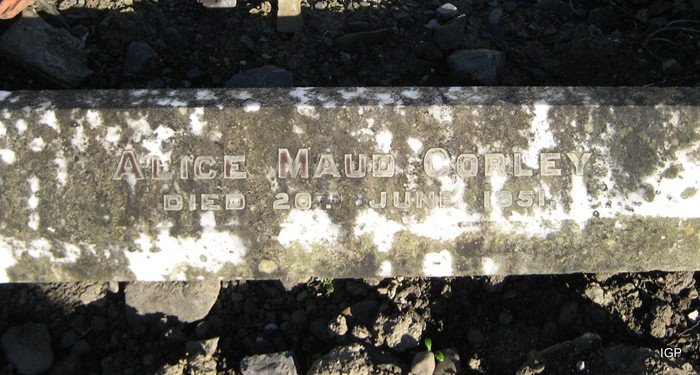 ALICE MAUD CORLEY
DIED 20TH JUNE 1951.
IGP